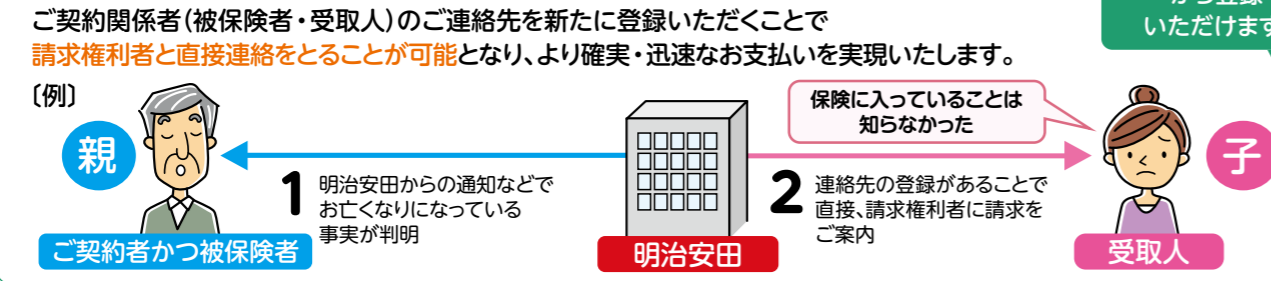 ご契約関係者(被保険者・受取人)のご連絡先を新たに登録いただくことで
請求権利者と直接連絡をとることが可能となり、より確実・迅速なお支払いを実現いたします。
いただけます
〔例〕
親
ご契約者かつ被保険者
1 明治安田からの通知などで
お亡くなりになっている
事実が判明
明治安田
保険に入っていることは
知らなかった
2 連絡先の登録があることで
直接、請求権利者に請求を
ご案内
子
受取人